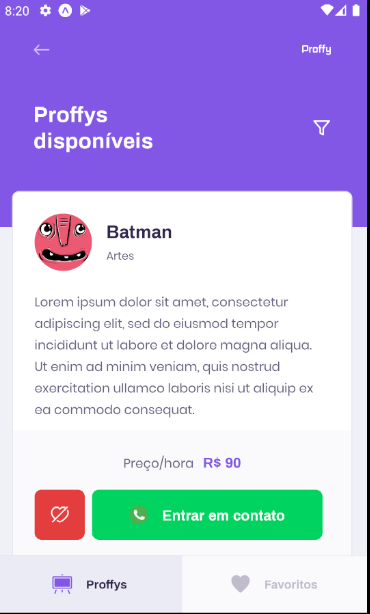 8:20
Proffy
Proffys
disponíveis
Batman
Artes
Lorem ipsum dolor sit amet, consectetur
adipiscing elit, sed do eiusmod tempor
incididunt ut labore et dolore magna aliqua.
Ut enim ad minim veniam, quis nostrud
exercitation ullamco laboris nisi ut aliquip ex
ea commodo consequat.
Preço/hora R$ 90
Entrar em contato
Proffys Favoritos